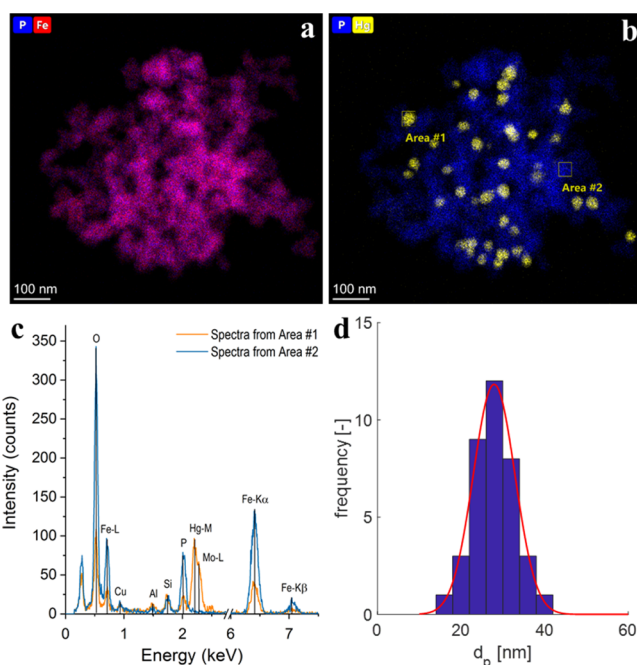 P Fe
a
100 nm
P Hg
b
Area #1
Area #2
100 nm
c
Spectra from Area #1
Spectra from Area #2
O
Fe-L
Cu
Al
Si
P
Hg-M
Mo-L
Fe-Kα
Fe-Kβ
350
300
250
200
150
100
50
0
Intensity (counts)
0 1 2 6 7
Energy (keV)
d
15
10
5
0
frequency [-]
0 20 40 60
dp [nm]